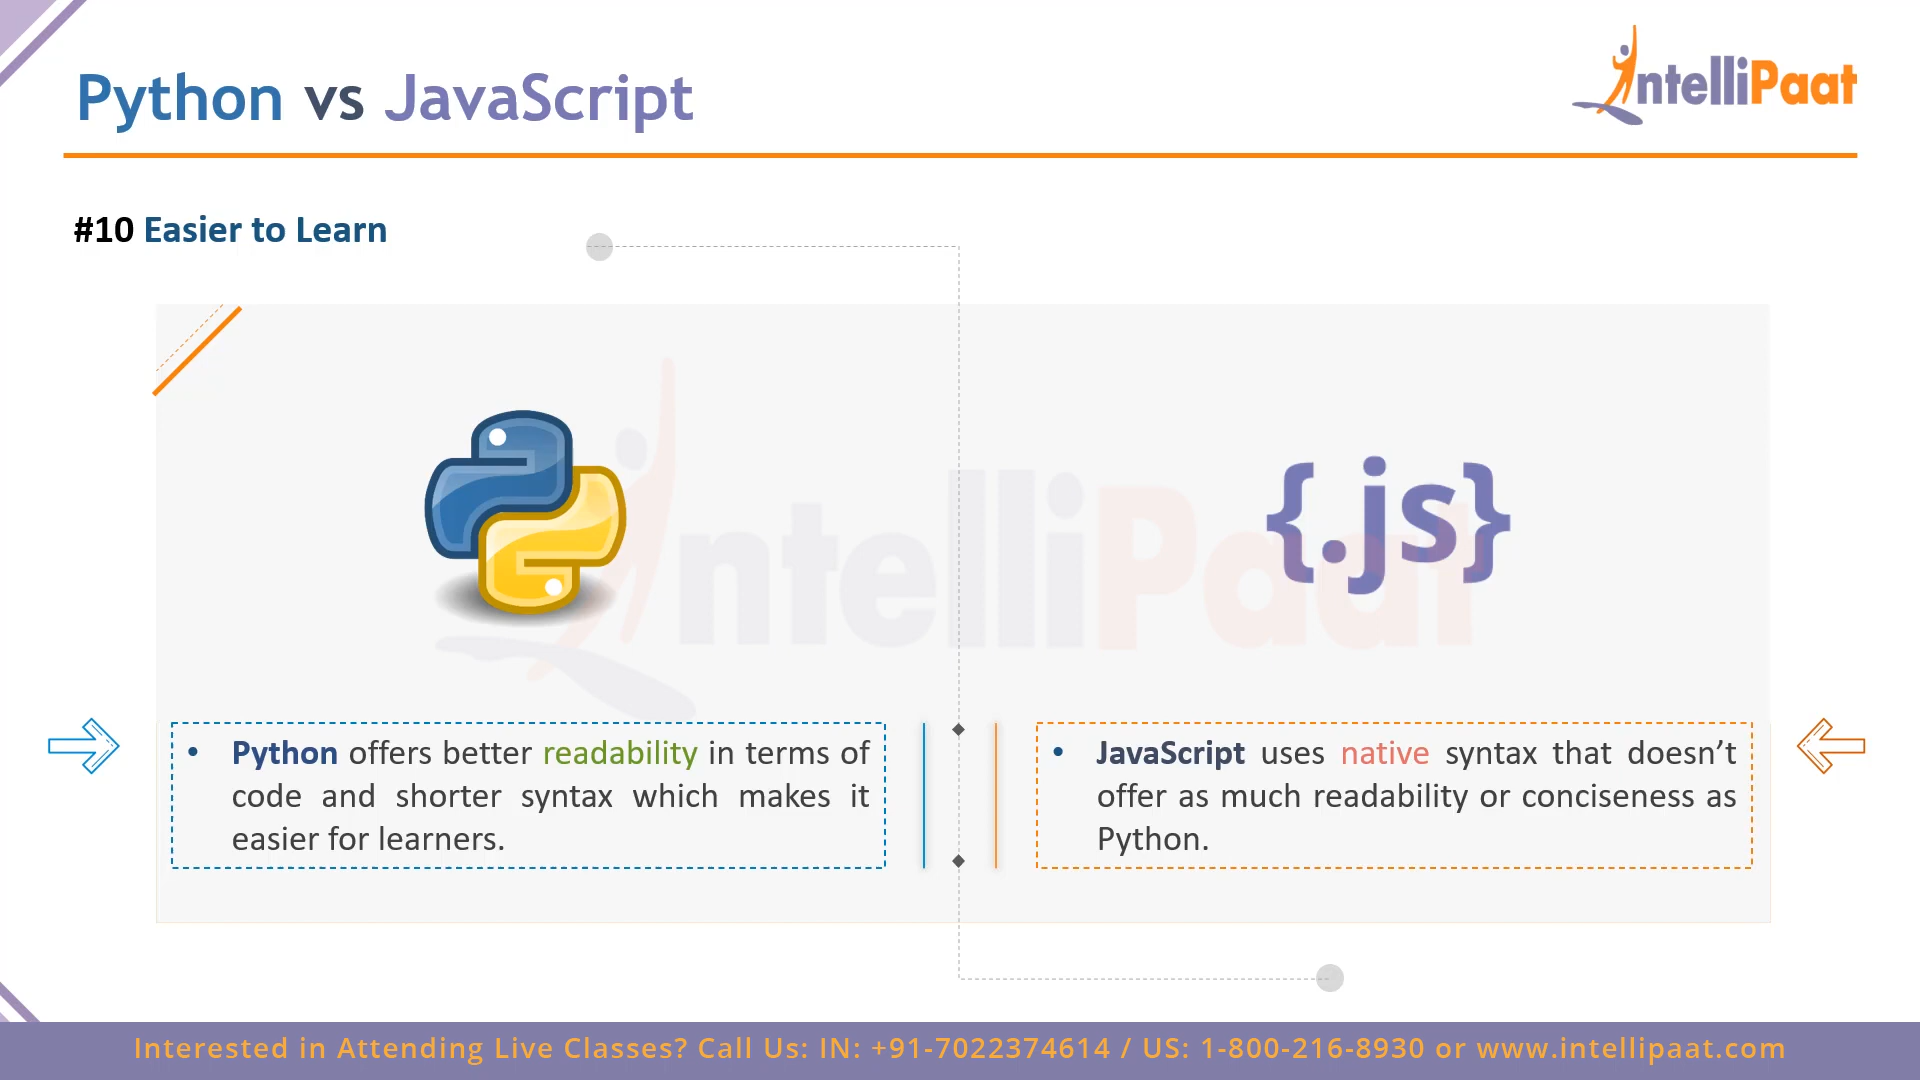 Python vs JavaScript
IntelliPaat
#10 Easier to Learn
IntelliPaat
{.js}
• Python offers better readability in terms of
code and shorter syntax which makes it
easier for learners.
• JavaScript uses native syntax that doesn’t
offer as much readability or conciseness as
Python.
Interested in Attending Live Classes? Call Us: IN: +91-7022374614 / US: 1-800-216-8930 or www.intellipaat.com